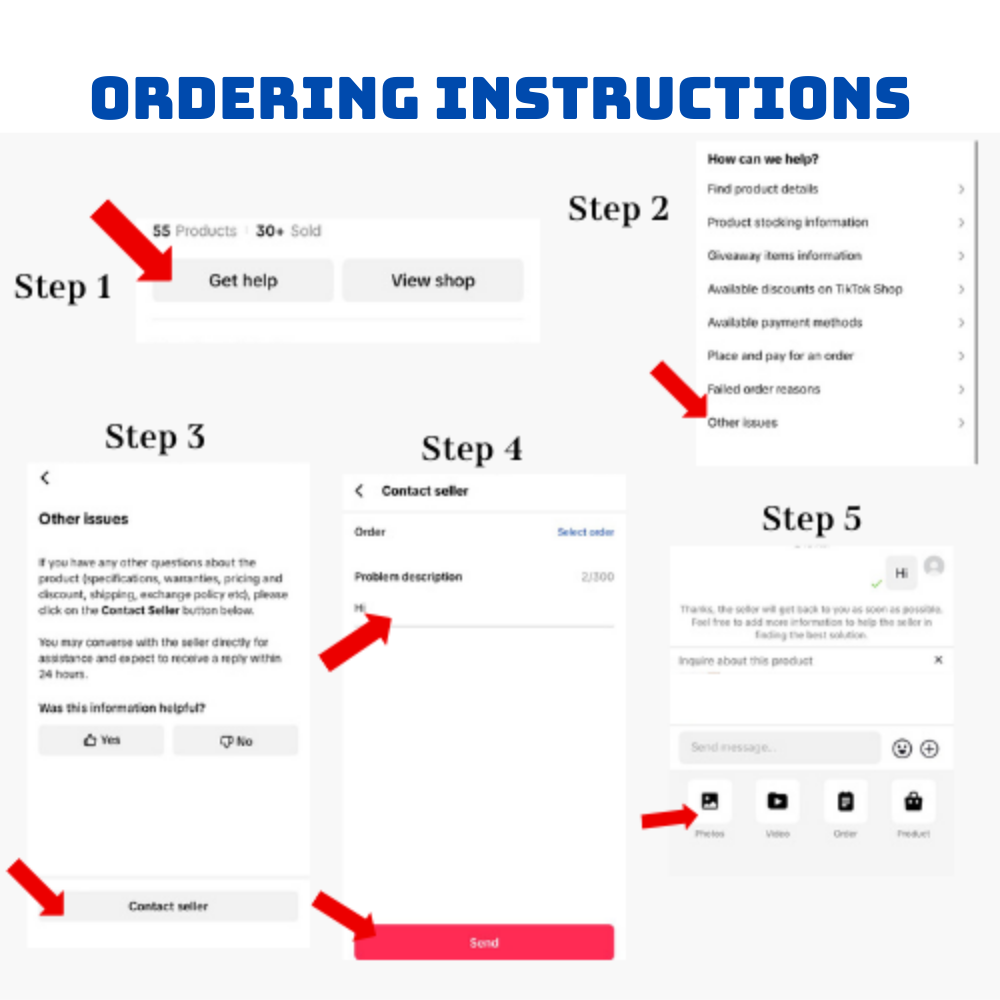 ORDERING INSTRUCTIONS
Step 1
55 Products 30+ Sold
Get help
View shop
Step 2
How can we help?
Find product details
Product stocking information
Giveaway items information
Available discounts on TikTok Shop
Available payment methods
Place and pay for an order
Failed order reasons
Other issues
Step 3
Other issues
If you have any other questions about the
product (specifications, warranties, pricing and
discount, shipping, exchange policy etc), please
click on the Contact Seller button below.
You may converse with the seller directly for
assistance and expect to receive a reply within
24 hours.
Was this information helpful?
Yes
No
Contact seller
Step 4
Contact seller
Order
Select order
Problem description
2/300
Hi
Send
Step 5
Hi
Thanks, the seller will get back to you as soon as possible.
Feel free to add more information to help the seller in
finding the best solution.
Inquire about this product
Send message...
Photos
Video
Order
Product